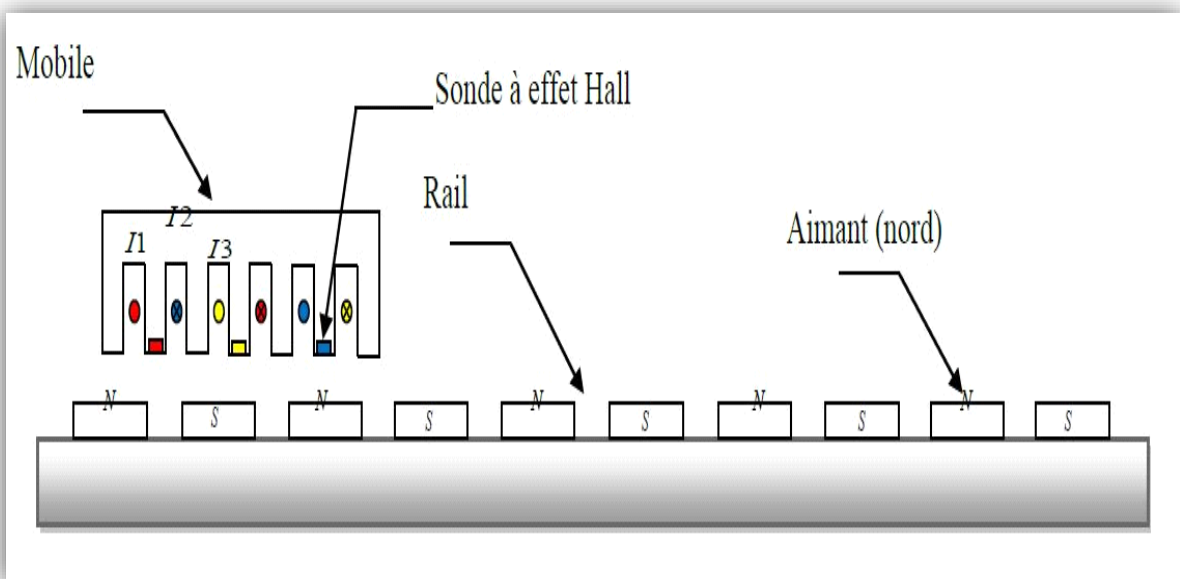 Mobile
Sonde à effet Hall
Rail
Aimant (nord)
I2
I1
I3
N
S
N
S
N
S
N
S
N
S